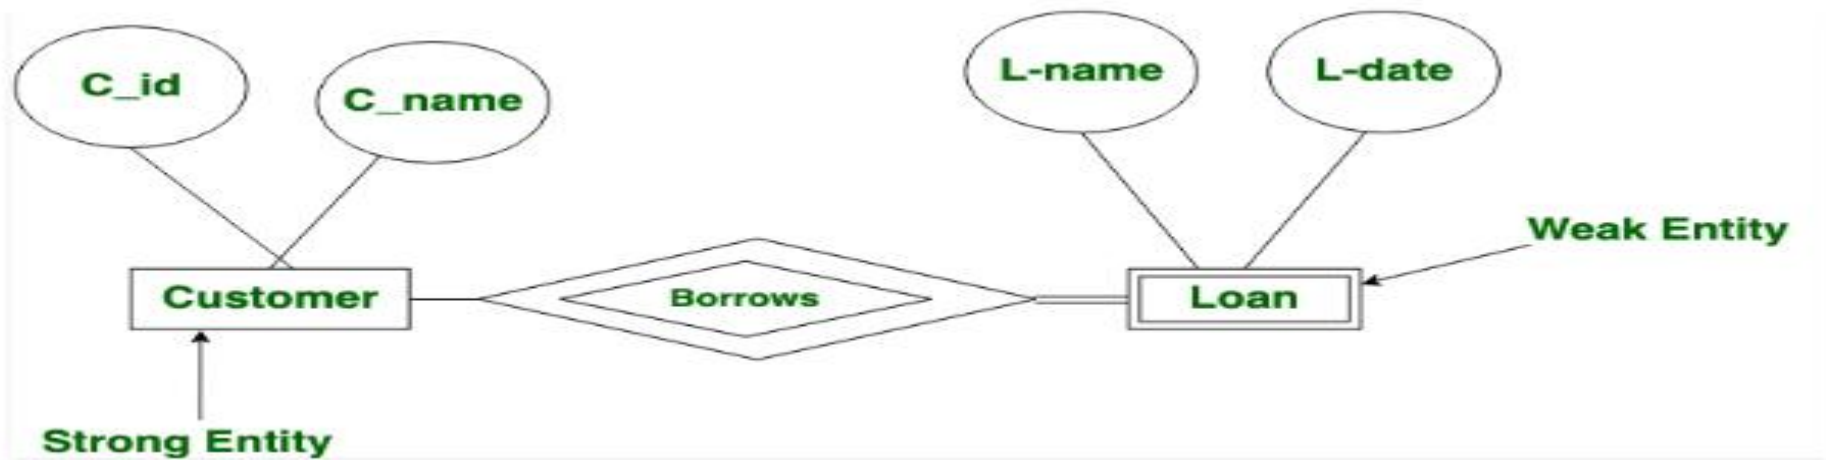 C_id
C_name
L-name
L-date
Weak Entity
Customer
Borrows
Loan
Strong Entity